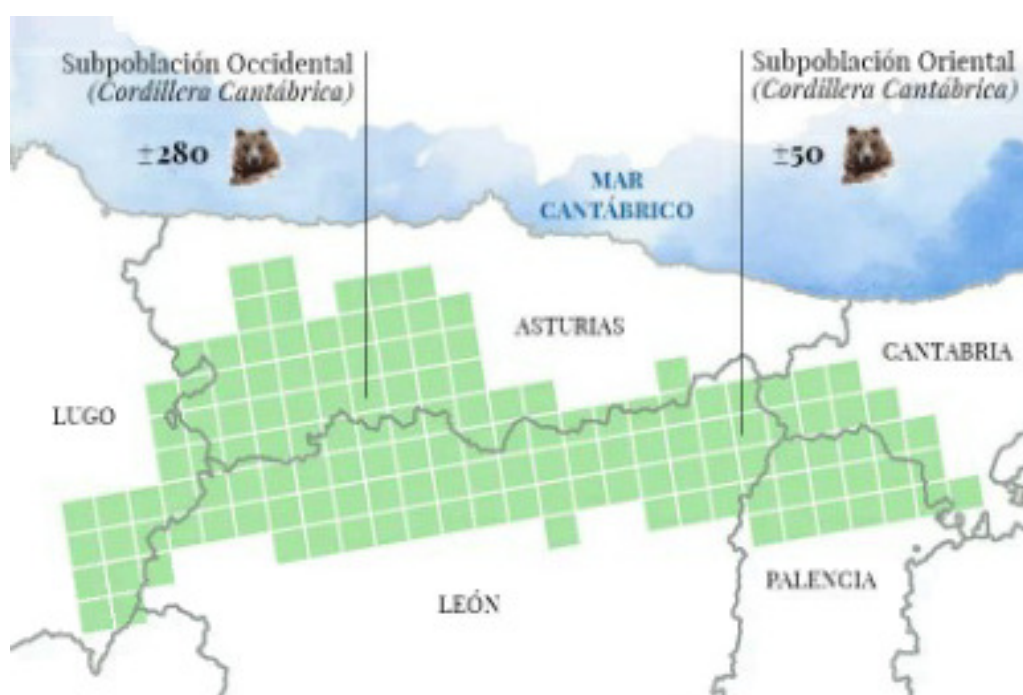 Subpoblación Occidental
(Cordillera Cantábrica)
±280
Subpoblación Oriental
(Cordillera Cantábrica)
±50
MAR
CANTÁBRICO
ASTURIAS
CANTABRIA
LUGO
LEÓN
PALENCIA